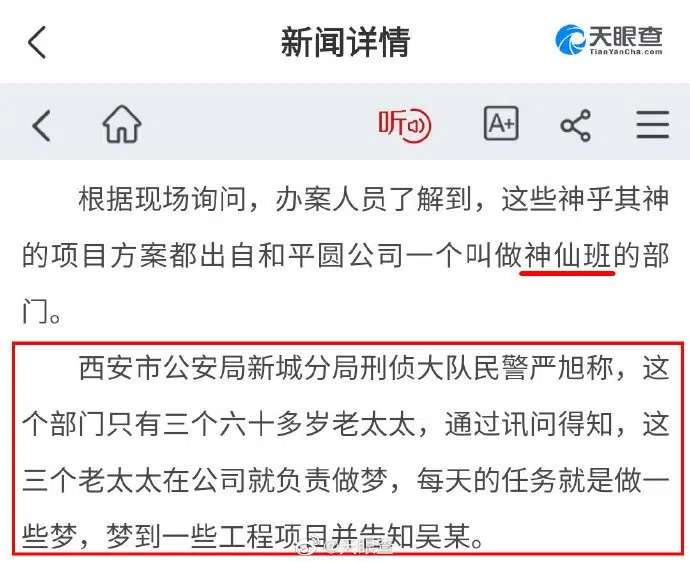 新闻详情
天眼查
TianYanCha.com
听
A+
根据现场询问，办案人员了解到，这些神乎其神
的项目方案都出自和平圆公司一个叫做神仙班的部
门。
西安市公安局新城分局刑侦大队民警严旭称，这
个部门只有三个六十多岁老太太，通过讯问得知，这
三个老太太在公司就负责做梦，每天的任务就是做一
些梦，梦到一些工程项目并告知吴某。
@天眼查